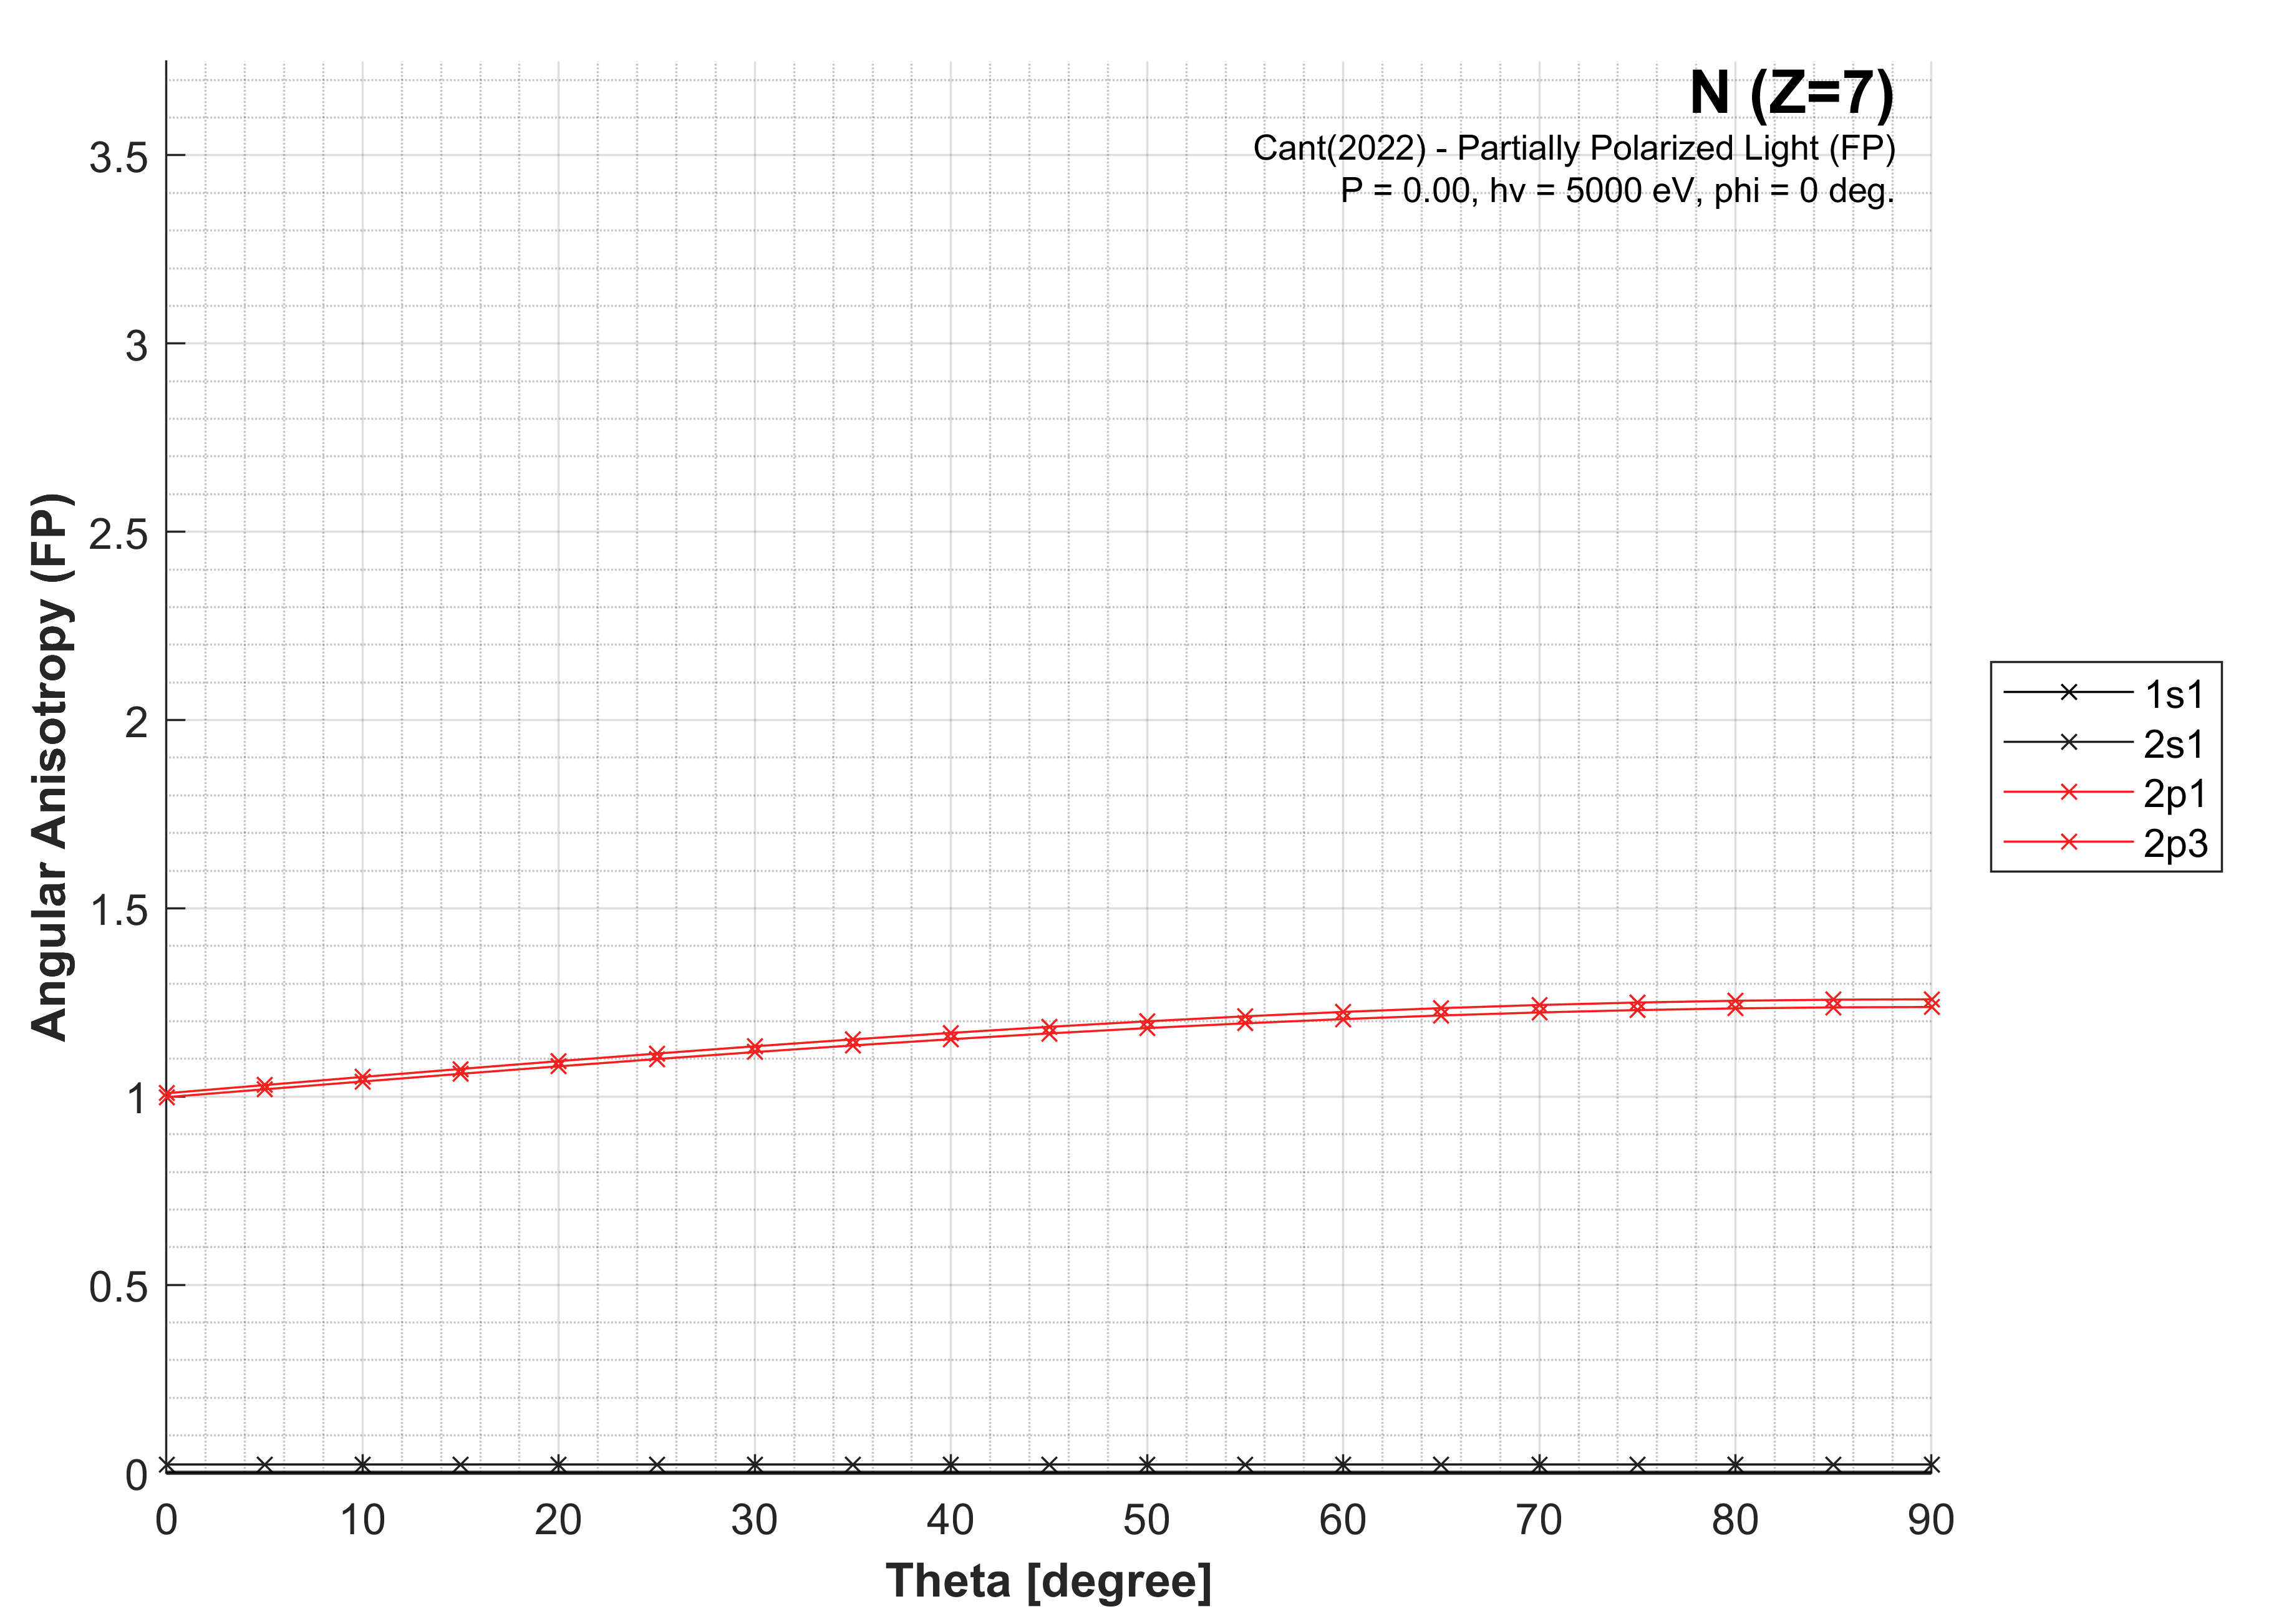 N (Z=7)
Cant(2022) - Partially Polarized Light (FP)
P = 0.00, hv = 5000 eV, phi = 0 deg.
Angular Anisotropy (FP)
3.5
3
2.5
2
1.5
1
0.5
0
0 10 20 30 40 50 60 70 80 90
Theta [degree]
1s1
2s1
2p1
2p3